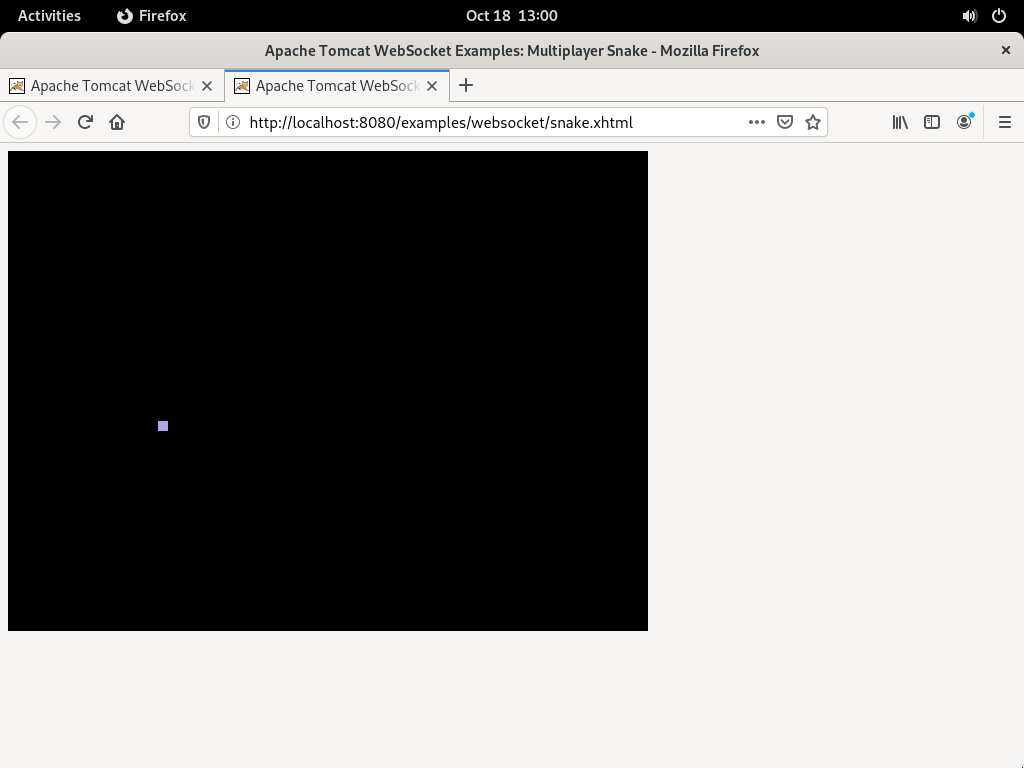 Activities Firefox Oct 18 13:00
Apache Tomcat WebSocket Examples: Multiplayer Snake - Mozilla Firefox
Apache Tomcat WebSock Apache Tomcat WebSock
http://localhost:8080/examples/websocket/snake.xhtml